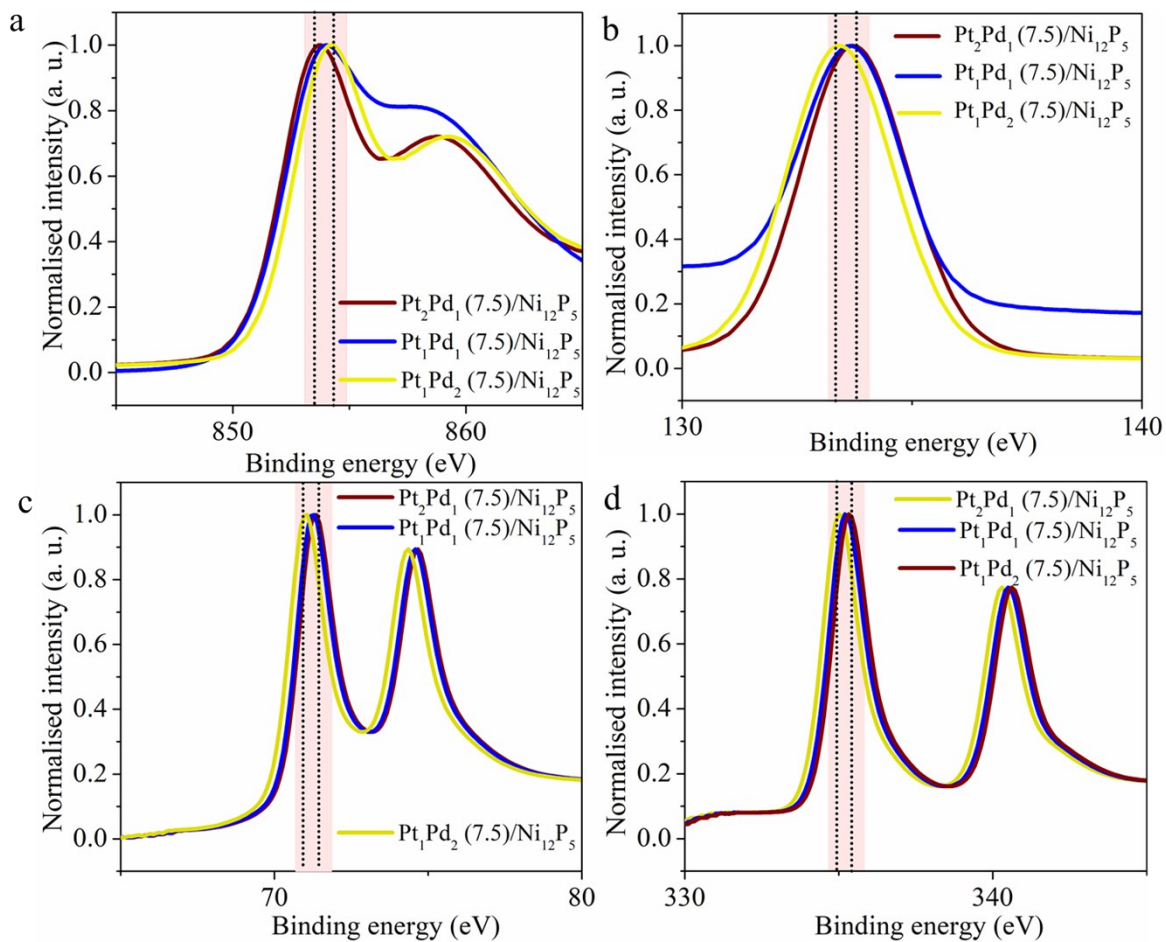 a
Normalised intensity (a. u.)
1.0
0.8
0.6
0.4
0.2
0.0
Pt2Pd1 (7.5)/Ni12P5
Pt1Pd1 (7.5)/Ni12P5
Pt1Pd2 (7.5)/Ni12P5
850
860
Binding energy (eV)
b
Normalised intensity (a. u.)
1.0
0.8
0.6
0.4
0.2
0.0
Pt2Pd1 (7.5)/Ni12P5
Pt1Pd1 (7.5)/Ni12P5
Pt1Pd2 (7.5)/Ni12P5
130
140
Binding energy (eV)
c
Normalised intensity (a. u.)
1.0
0.8
0.6
0.4
0.2
0.0
Pt2Pd1 (7.5)/Ni12P5
Pt1Pd1 (7.5)/Ni12P5
Pt1Pd2 (7.5)/Ni12P5
70
80
Binding energy (eV)
d
Normalised intensity (a. u.)
1.0
0.8
0.6
0.4
0.2
0.0
Pt2Pd1 (7.5)/Ni12P5
Pt1Pd1 (7.5)/Ni12P5
Pt1Pd2 (7.5)/Ni12P5
330
340
Binding energy (eV)